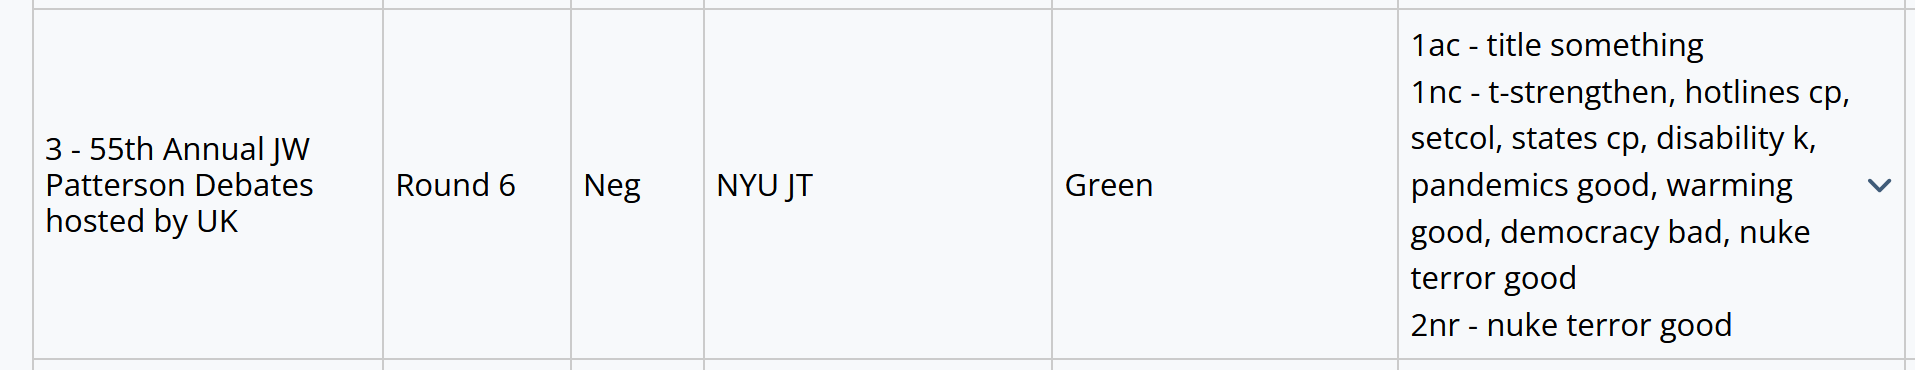 3 - 55th Annual JW
Patterson Debates
hosted by UK
Round 6
Neg
NYU JT
Green
1ac - title something
1nc - t-strengthen, hotlines cp,
setcol, states cp, disability k,
pandemics good, warming
good, democracy bad, nuke
terror good
2nr - nuke terror good